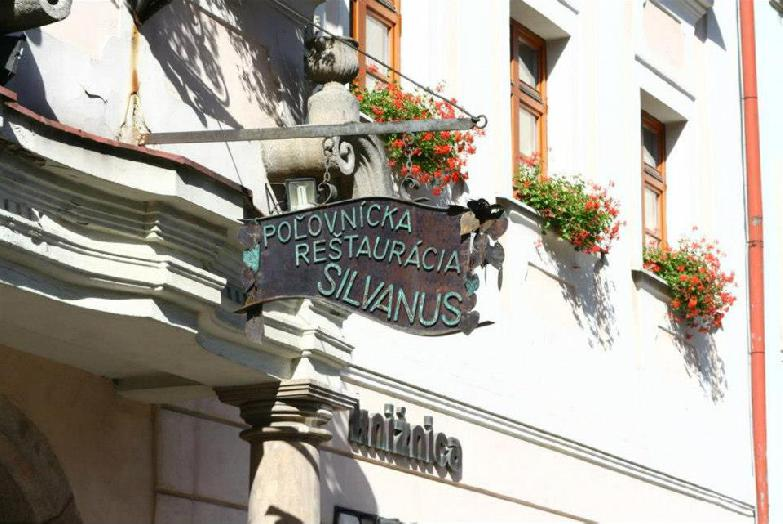 POĽOVNÍCKA
REŠTAURÁCIA
SILVANUS
knižnica